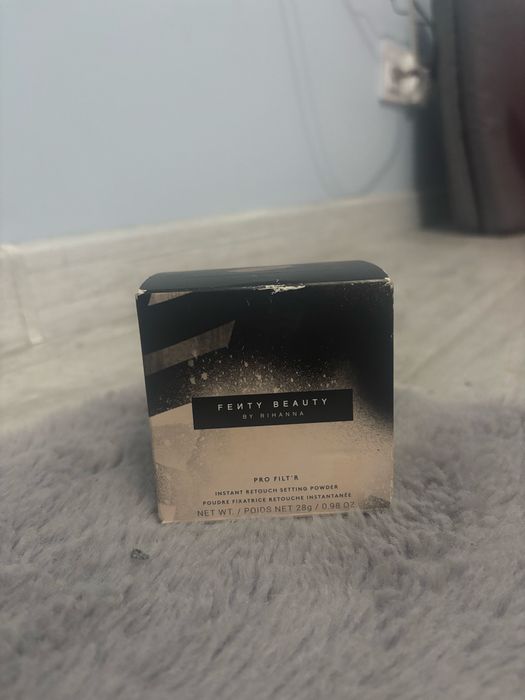 FEИTY BEAUTY
BY RIHANNA
PRO FILT'R
INSTANT RETOUCH SETTING POWDER
POUDRE FIXATRICE RETOUCHE INSTANTANÉE
NET WT. / POIDS NET 28g / 0.98 OZ